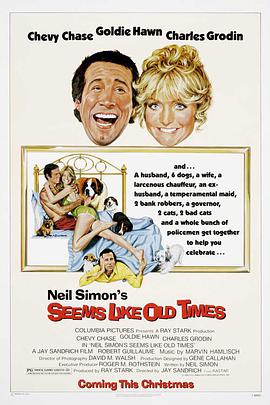 Chevy Chase Goldie Hawn Charles Grodin
and...
A husband, 6 dogs, a wife, a
larcenous chauffeur, an ex-
husband, a temperamental maid,
2 bank robbers, a governor,
2 cats, 2 bad cats
and a whole bunch of
policemen get together
to help you
celebrate...
Neil Simon's
SEEMS LIKE OLD TIMES
COLUMBIA PICTURES Presents A RAY STARK Production
CHEVY CHASE GOLDIE HAWN CHARLES GRODIN
IN "NEIL SIMON'S SEEMS LIKE OLD TIMES"
A JAY SANDRICH FILM ROBERT GUILLAUME Music by MARVIN HAMLISCH
Director of Photography DAVID M. WALSH Production Designed by GENE CALLAHAN
Executive Producer ROGER M. ROTHSTEIN Written by NEIL SIMON
Produced by RAY STARK Directed by JAY SANDRICH From RASTAR
PG
Coming This Christmas